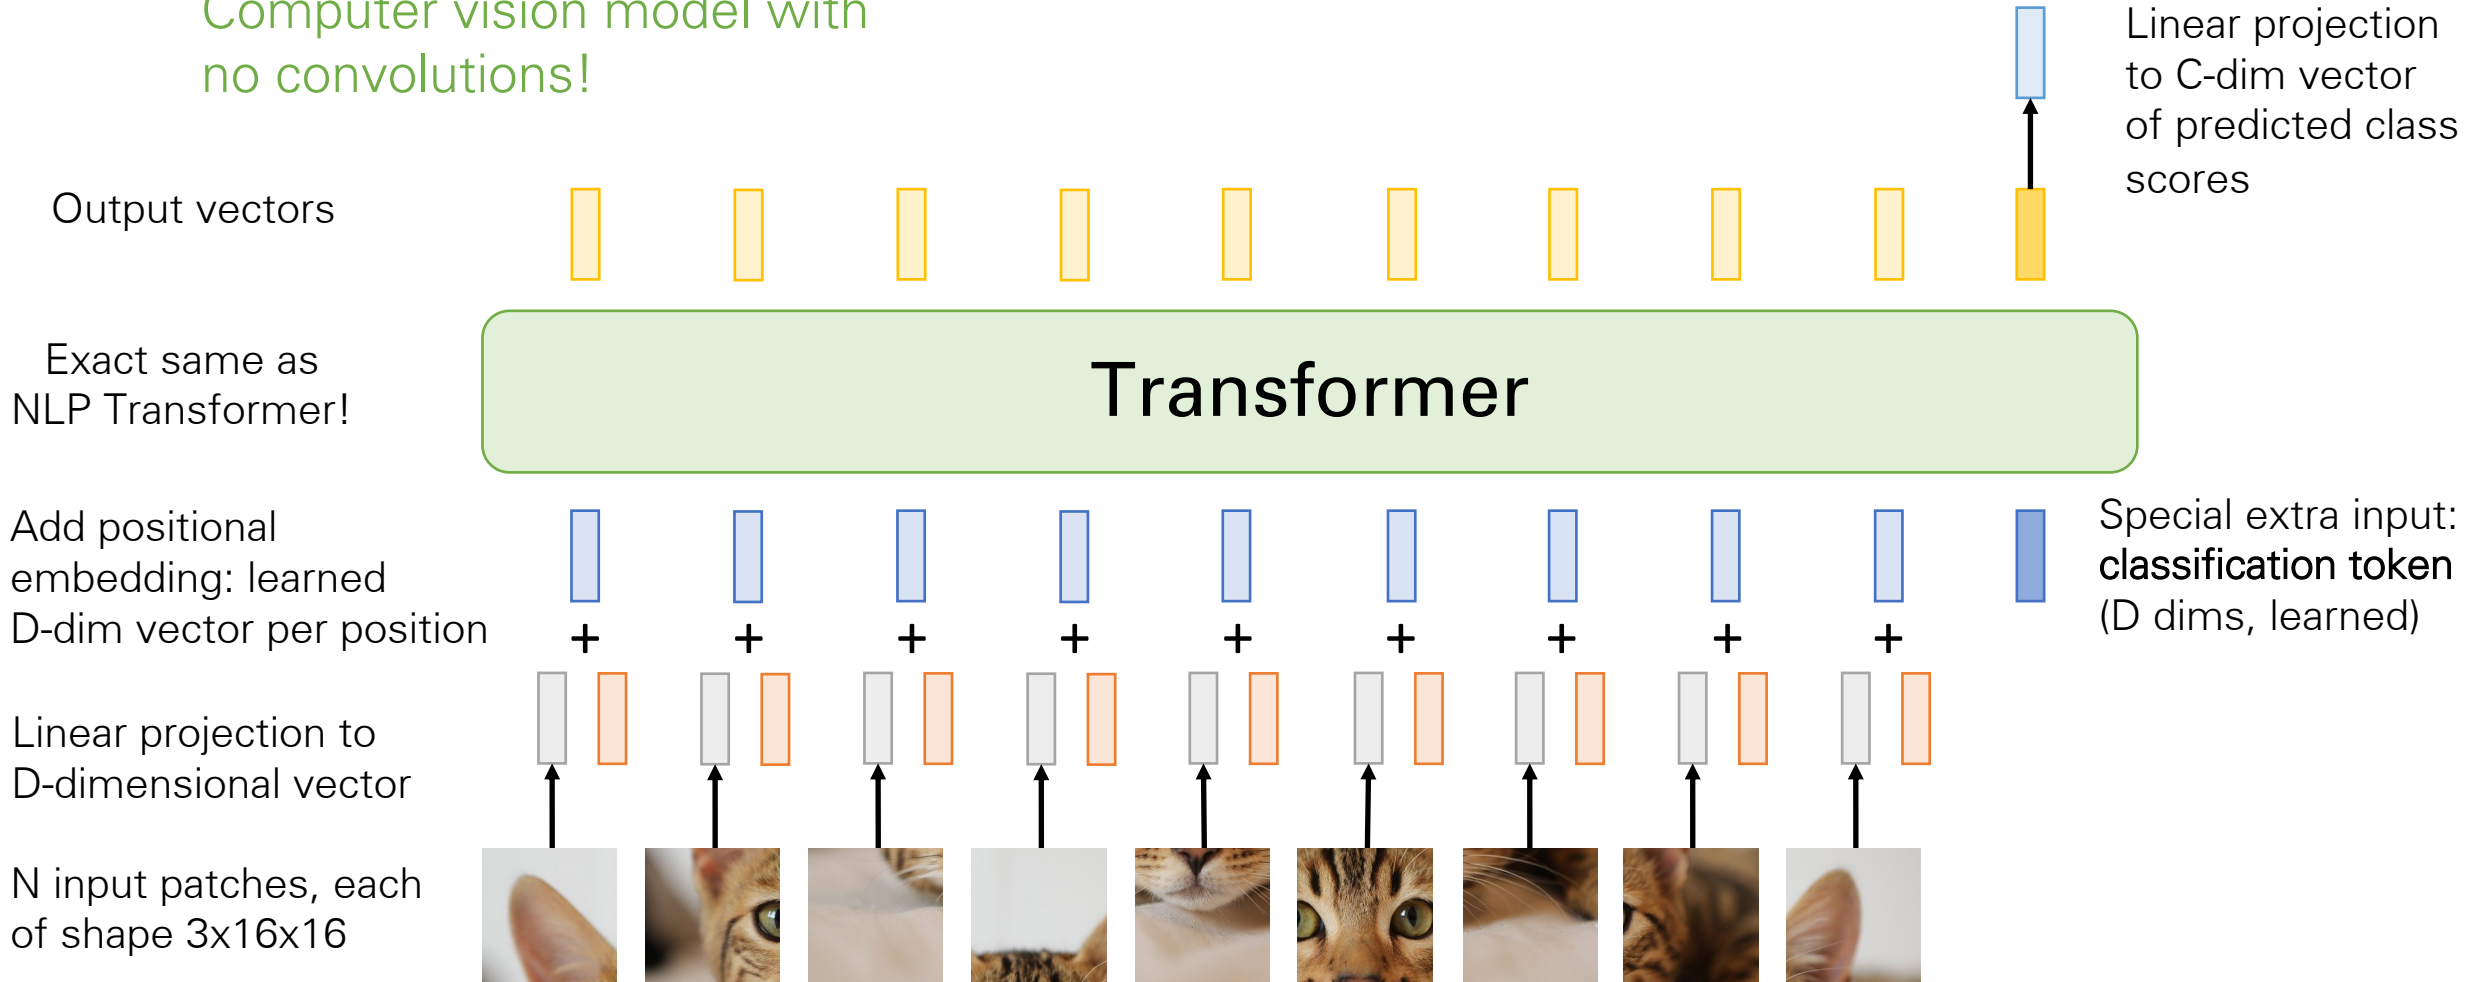 Computer vision model with
no convolutions!
Linear projection
to C-dim vector
of predicted class
scores
Output vectors
Exact same as
NLP Transformer!
Transformer
Add positional
embedding: learned
D-dim vector per position
Special extra input:
classification token
(D dims, learned)
+ + + + + + + + +
Linear projection to
D-dimensional vector
N input patches, each
of shape 3x16x16